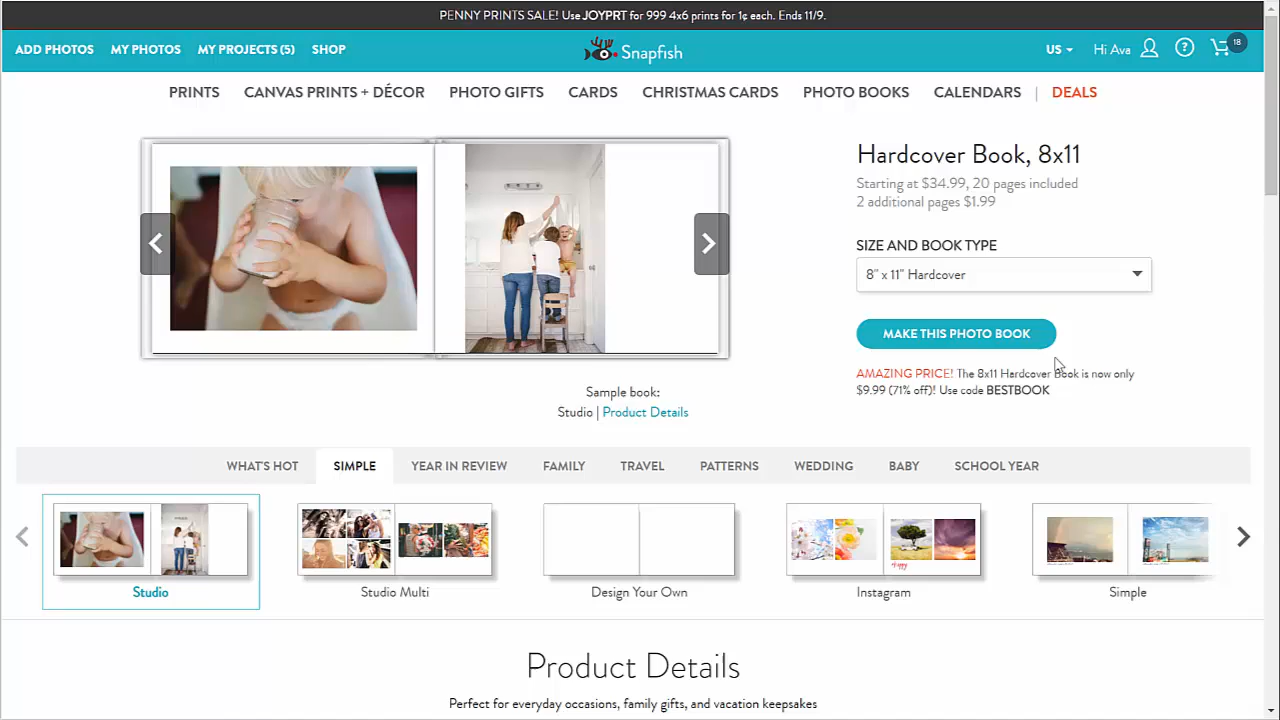 PENNY PRINTS SALE! Use JOYPRT for 999 4x6 prints for 1¢ each. Ends 11/9.
ADD PHOTOS MY PHOTOS MY PROJECTS (5) SHOP Snapfish US Hi Ava ? 18
PRINTS CANVAS PRINTS + DÉCOR PHOTO GIFTS CARDS CHRISTMAS CARDS PHOTO BOOKS CALENDARS | DEALS
Hardcover Book, 8x11
Starting at $34.99, 20 pages included
2 additional pages $1.99
SIZE AND BOOK TYPE
8" x 11" Hardcover
MAKE THIS PHOTO BOOK
AMAZING PRICE! The 8x11 Hardcover Book is now only
$9.99 (71% off)! Use code BESTBOOK
Sample book:
Studio | Product Details
WHAT'S HOT SIMPLE YEAR IN REVIEW FAMILY TRAVEL PATTERNS WEDDING BABY SCHOOL YEAR
Studio Studio Multi Design Your Own Instagram Simple
Product Details
Perfect for everyday occasions, family gifts, and vacation keepsakes